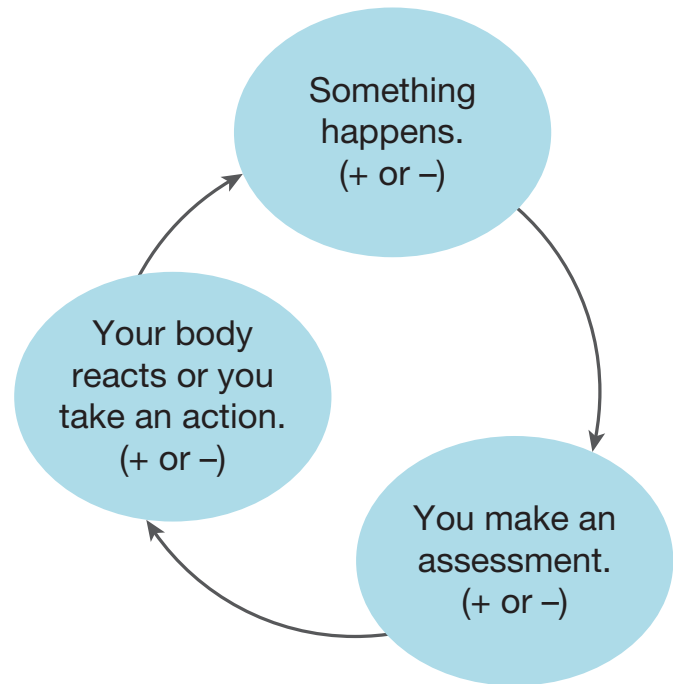 Something
happens.
(+ or –)
Your body
reacts or you
take an action.
(+ or –)
You make an
assessment.
(+ or –)